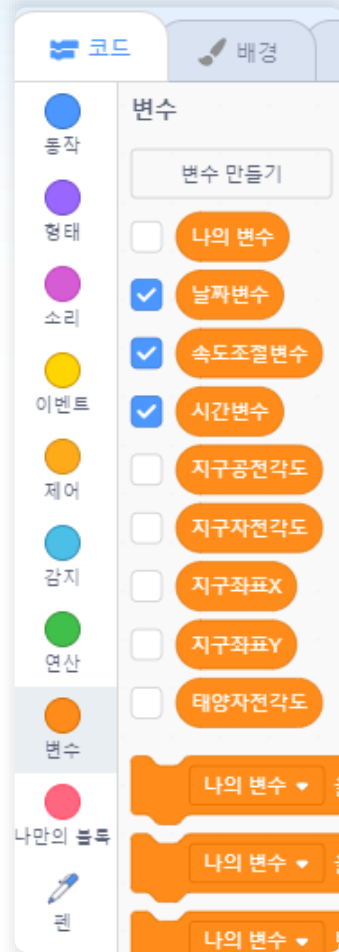 코드
배경
동작
형태
소리
이벤트
제어
감지
연산
변수
나만의 블록
펜
변수
변수 만들기
나의 변수
날짜변수
속도조절변수
시간변수
지구공전각도
지구자전각도
지구좌표X
지구좌표Y
태양자전각도
나의 변수
나의 변수
나의 변수